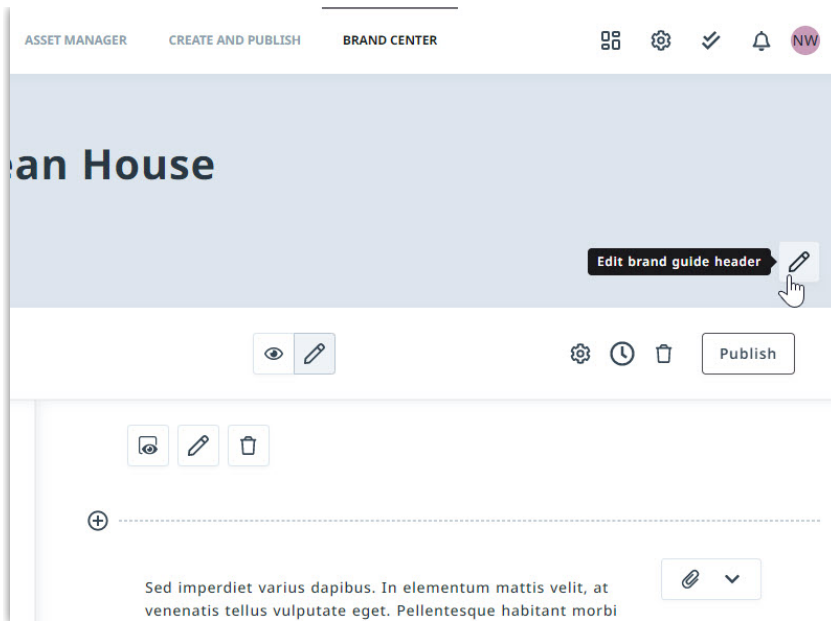 ASSET MANAGER CREATE AND PUBLISH BRAND CENTER NW
ean House
Edit brand guide header
Publish
Sed imperdiet varius dapibus. In elementum mattis velit, at
venenatis tellus vulputate eget. Pellentesque habitant morbi